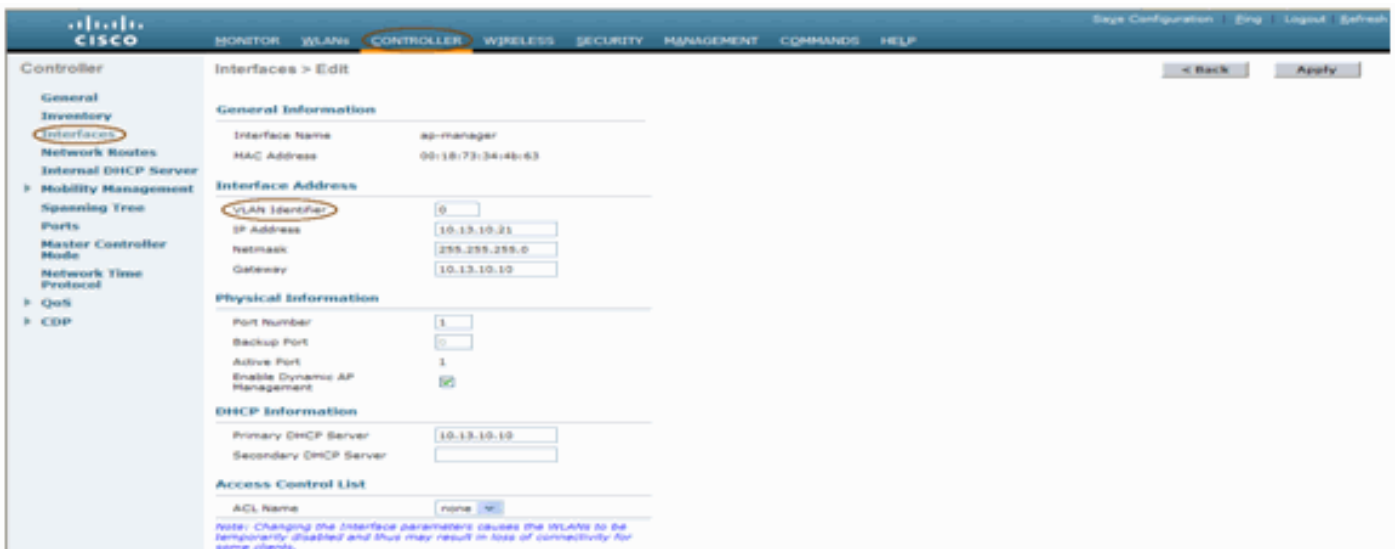 Save Configuration | Ping | Logout | Refresh
CISCO
MONITOR WLANs CONTROLLER WIRELESS SECURITY MANAGEMENT COMMANDS HELP
Controller
General
Inventory
Interfaces
Network Routes
Internal DHCP Server
Mobility Management
Spanning Tree
Ports
Master Controller
Mode
Network Time
Protocol
QoS
CDP
Interfaces > Edit
< Back
Apply
General Information
Interface Name ap-manager
MAC Address 00:18:73:34:4b:63
Interface Address
VLAN Identifier 0
IP Address 10.13.10.21
Netmask 255.255.255.0
Gateway 10.13.10.10
Physical Information
Port Number 1
Backup Port 0
Active Port 1
Enable Dynamic AP
Management
DHCP Information
Primary DHCP Server 10.13.10.10
Secondary DHCP Server
Access Control List
ACL Name none
Note: Changing the Interface parameters causes the WLANs to be
temporarily disabled and thus may result in loss of connectivity for
some clients.